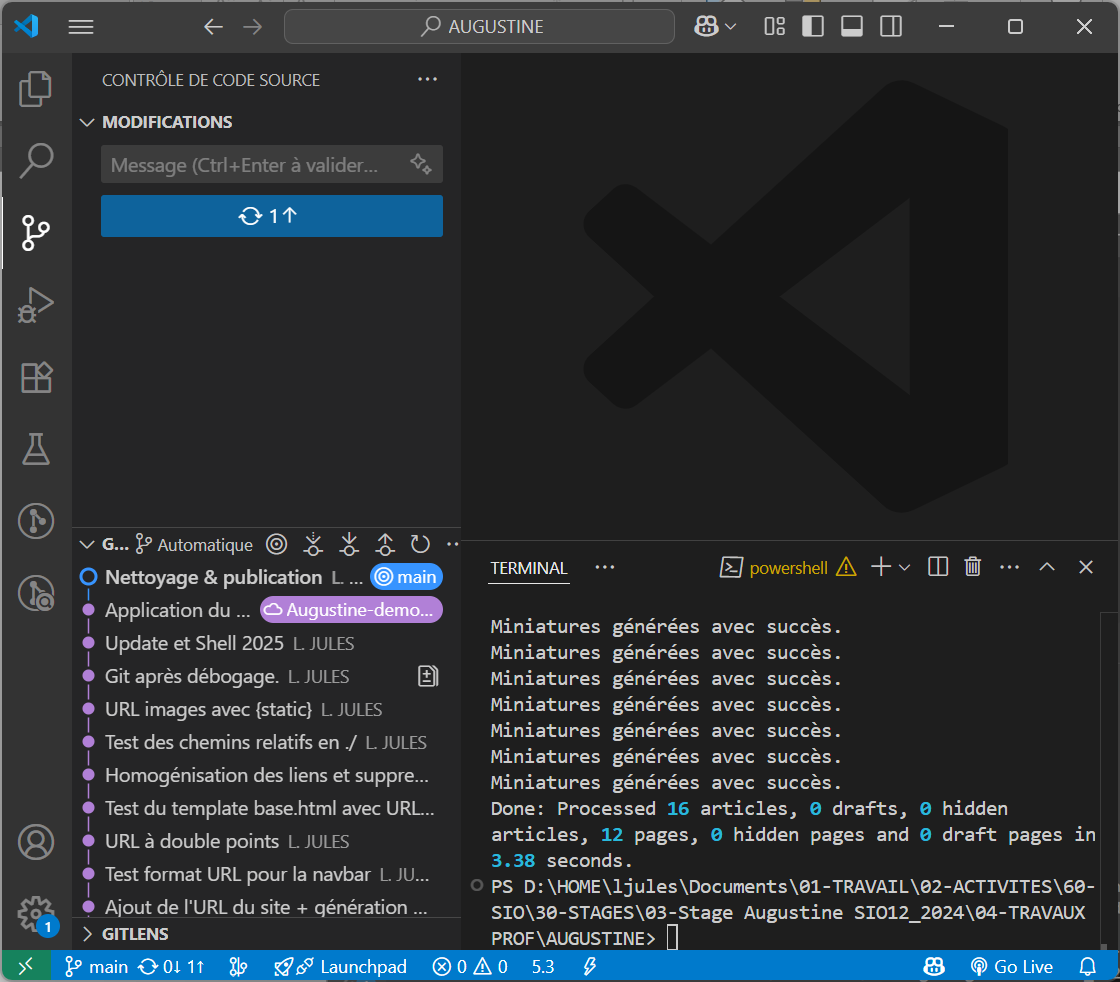 AUGUSTINE
CONTRÔLE DE CODE SOURCE
MODIFICATIONS
Message (Ctrl+Enter à valider...
1↑
G... Automatique
Nettoyage & publication L. ... main
Application du ... Augustine-demo...
Update et Shell 2025 L. JULES
Git après débogage. L. JULES
URL images avec {static} L. JULES
Test des chemins relatifs en ./ L. JULES
Homogénisation des liens et suppre...
Test du template base.html avec URL...
URL à double points L. JULES
Test format URL pour la navbar L. JU...
Ajout de l'URL du site + génération ...
GITLENS
1
TERMINAL ... powershell
Miniatures générées avec succès.
Miniatures générées avec succès.
Miniatures générées avec succès.
Miniatures générées avec succès.
Miniatures générées avec succès.
Miniatures générées avec succès.
Miniatures générées avec succès.
Done: Processed 16 articles, 0 drafts, 0 hidden
articles, 12 pages, 0 hidden pages and 0 draft pages in
3.38 seconds.
PS D:\HOME\ljules\Documents\01-TRAVAIL\02-ACTIVITES\60-
SIO\30-STAGES\03-Stage Augustine SIO12_2024\04-TRAVAUX
PROF\AUGUSTINE>
main 0↓ 1↑ Launchpad 0 0 5.3 Go Live